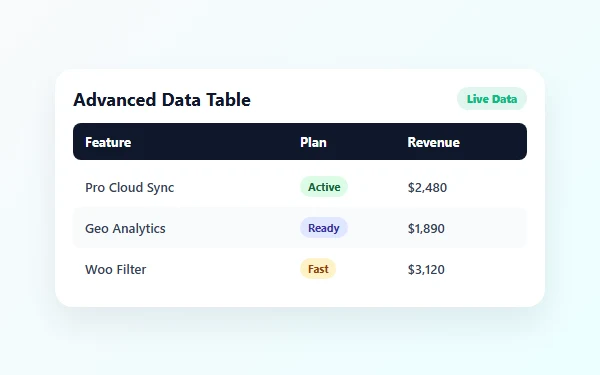 Advanced Data Table
Live Data
Feature Plan Revenue
Pro Cloud Sync Active $2,480
Geo Analytics Ready $1,890
Woo Filter Fast $3,120